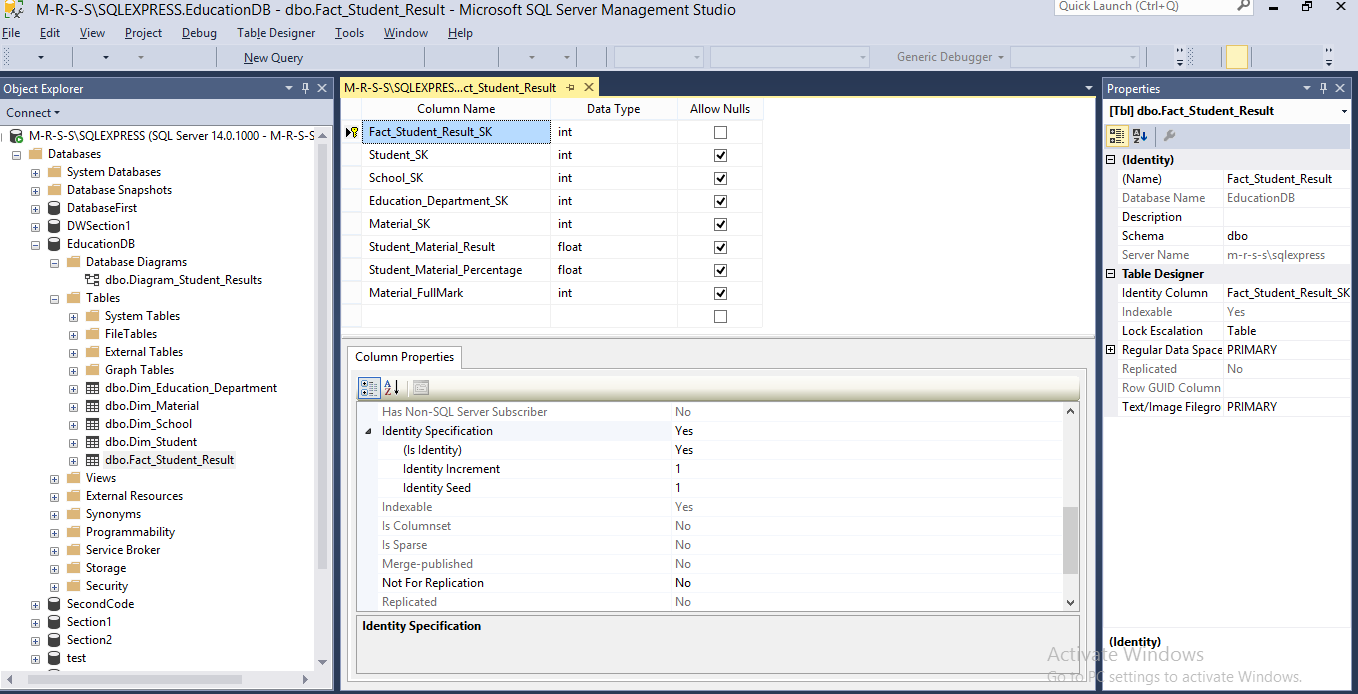 M-R-S-S\SQLEXPRESS.EducationDB - dbo.Fact_Student_Result - Microsoft SQL Server Management Studio
Quick Launch (Ctrl+Q)
File Edit View Project Debug Table Designer Tools Window Help
New Query
Generic Debugger
Object Explorer
Connect
M-R-S-S\SQLEXPRESS (SQL Server 14.0.1000 - M-R-S-S
Databases
System Databases
Database Snapshots
DatabaseFirst
DWSection1
EducationDB
Database Diagrams
dbo.Diagram_Student_Results
Tables
System Tables
FileTables
External Tables
Graph Tables
dbo.Dim_Education_Department
dbo.Dim_Material
dbo.Dim_School
dbo.Dim_Student
dbo.Fact_Student_Result
Views
External Resources
Synonyms
Programmability
Service Broker
Storage
Security
SecondCode
Section1
Section2
test
M-R-S-S\SQLEXPRES...ct_Student_Result
Column Name Data Type Allow Nulls
Fact_Student_Result_SK int
Student_SK int
School_SK int
Education_Department_SK int
Material_SK int
Student_Material_Result float
Student_Material_Percentage float
Material_FullMark int
Column Properties
Has Non-SQL Server Subscriber No
Identity Specification Yes
(Is Identity) Yes
Identity Increment 1
Identity Seed 1
Indexable Yes
Is Columnset No
Is Sparse No
Merge-published No
Not For Replication No
Replicated No
Identity Specification
Properties
[Tbl] dbo.Fact_Student_Result
(Identity)
(Name) Fact_Student_Result
Database Name EducationDB
Description
Schema dbo
Server Name m-r-s-s\sqlexpress
Table Designer
Identity Column Fact_Student_Result_SK
Indexable Yes
Lock Escalation Table
Regular Data Space PRIMARY
Replicated No
Row GUID Column
Text/Image Filegro PRIMARY
(Identity)
Activate Windows
Go to PC settings to activate Windows.